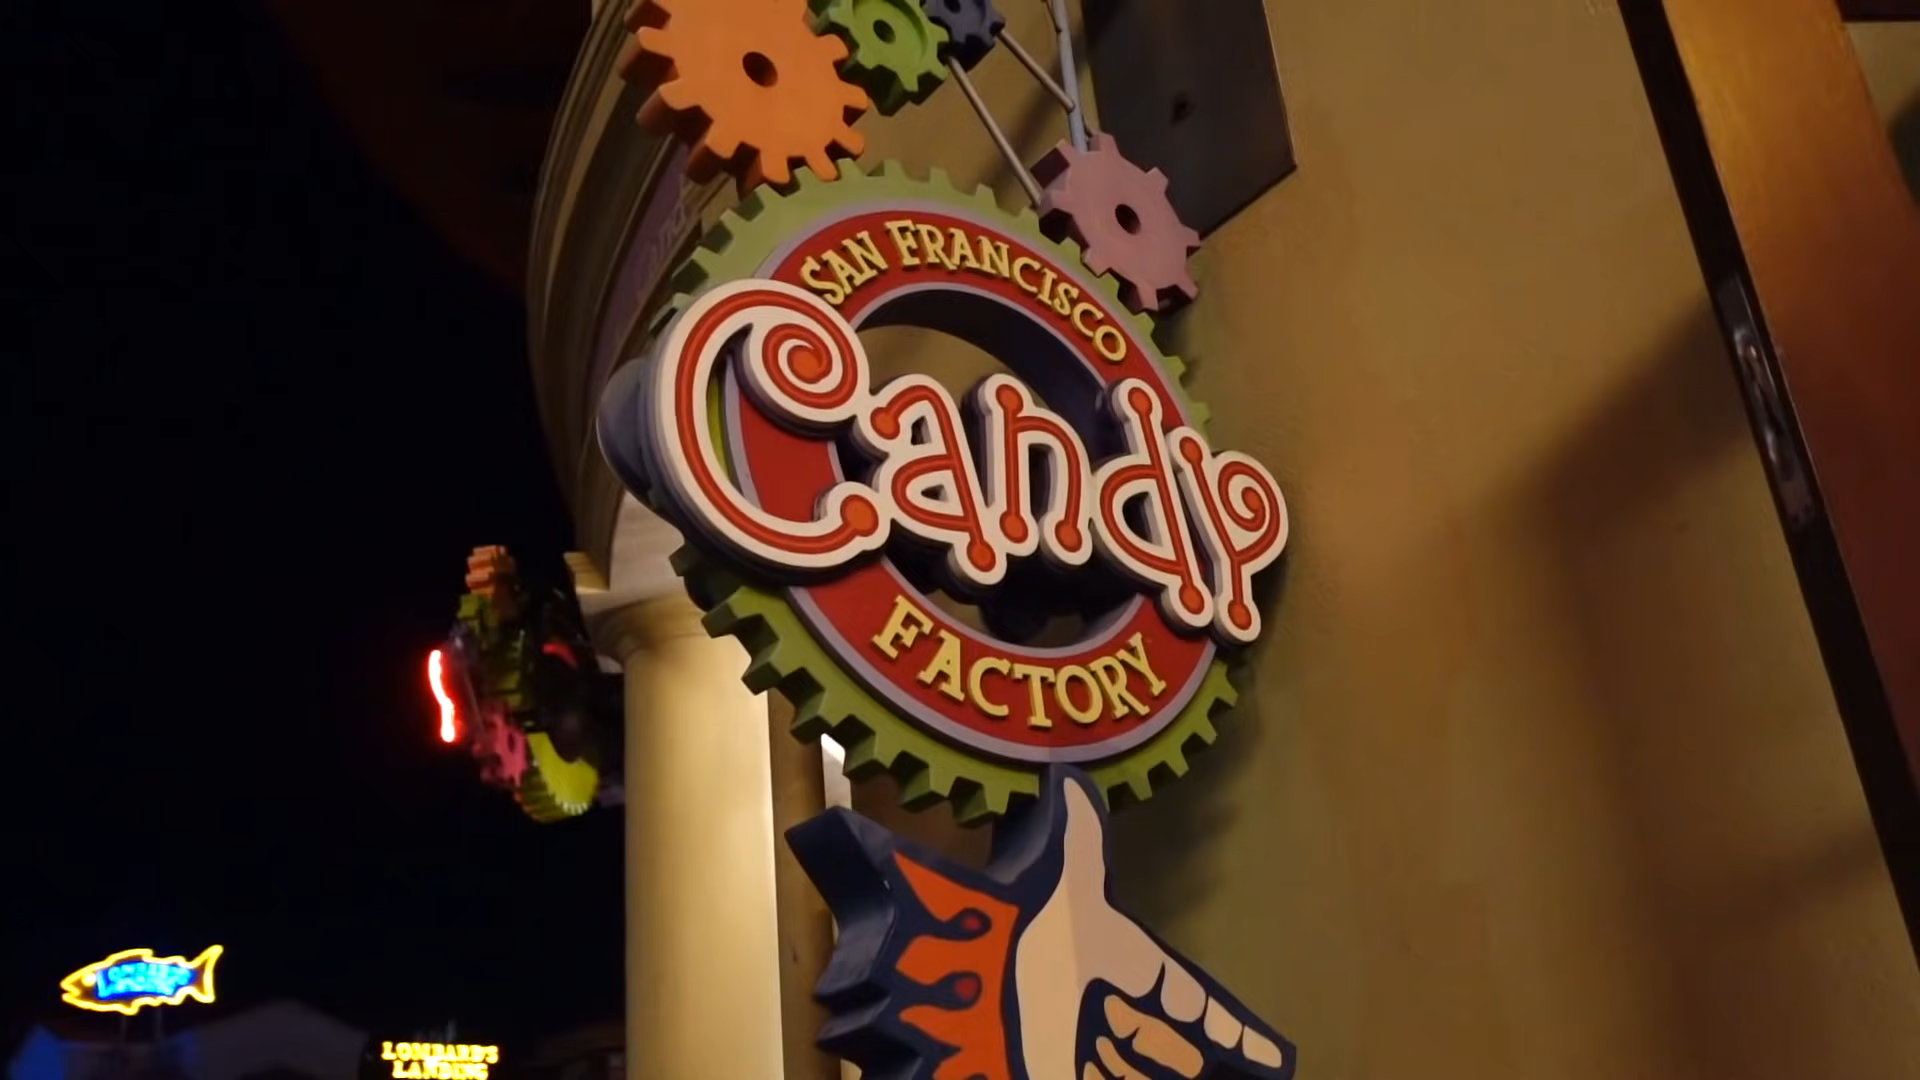 SAN FRANCISCO
Candy
FACTORY
LOMBARD'S
LANDING